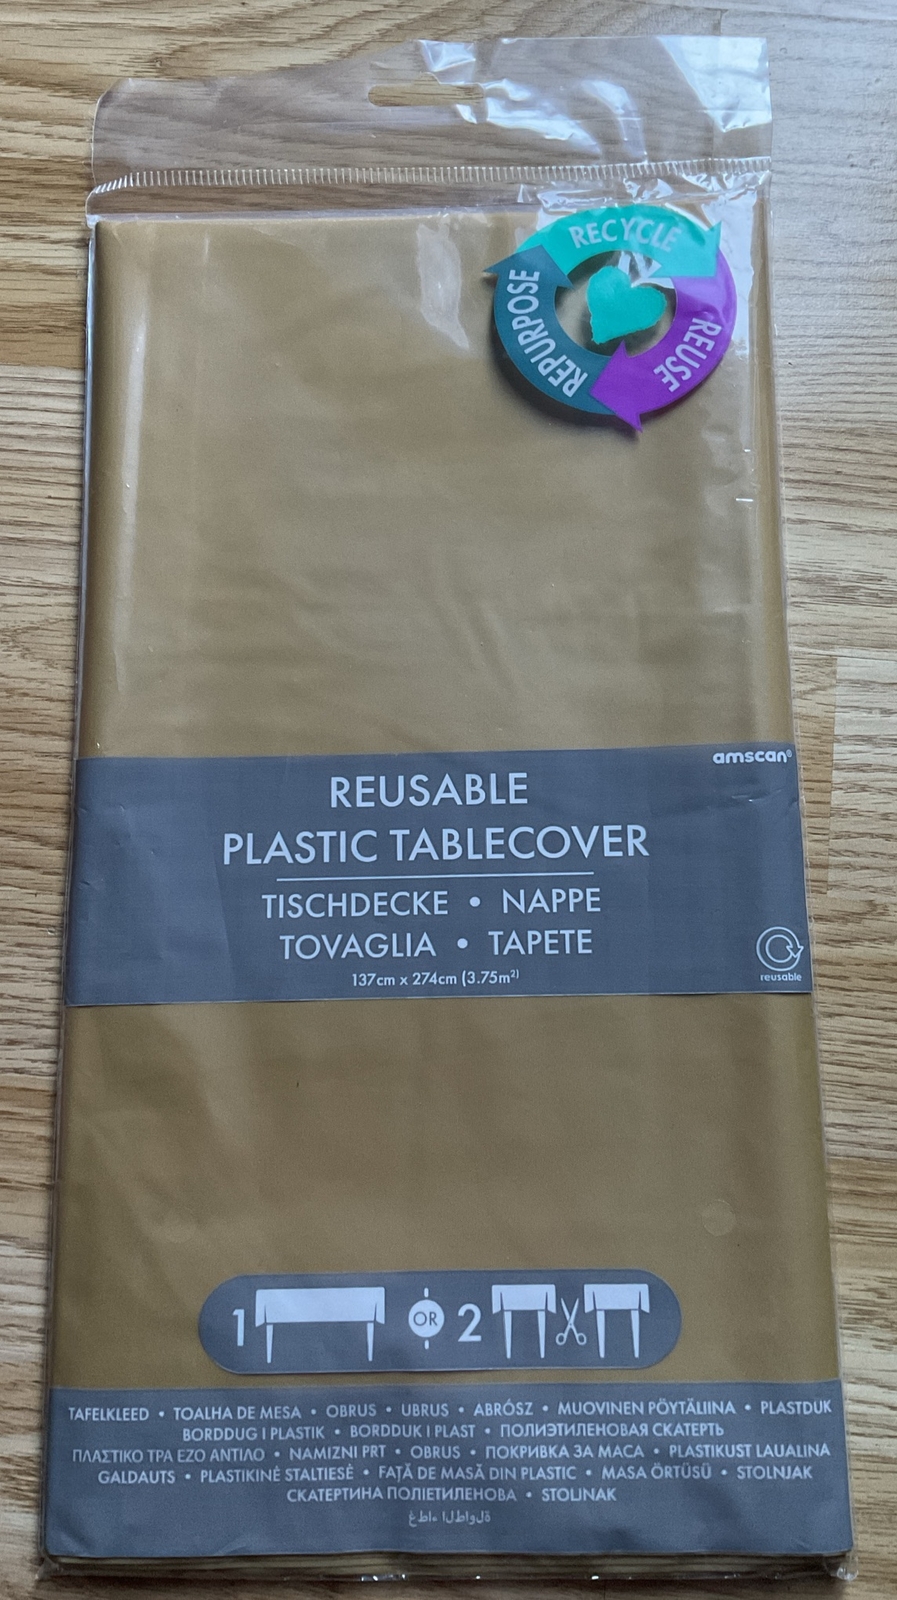 RECYCLE
REUSE
REPURPOSE
amscan®
REUSABLE
PLASTIC TABLECOVER
TISCHDECKE • NAPPE
TOVAGLIA • TAPETE
137cm x 274cm (3.75m²)
reusable
1 OR 2
TAFELKLEED • TOALHA DE MESA • OBRUS • UBRUS • ABRÓSZ • MUOVINEN PÖYTÄLIINA • PLASTDUK
BORDDUG I PLASTIK • BORDDUK I PLAST • ПОЛИЭТИЛЕНОВАЯ СКАТЕРТЬ
ΠΛΑΣΤΙΚΟ ΤΡΑ ΕΖΟ ΑΝΤΙΛΟ • NAMIZNI PRT • OBRUS • ПОКРИВКА ЗА МАСА • PLASTIKUST LAUALINA
GALDAUTS • PLASTIKINĖ STALTIESĖ • FAȚĂ DE MASĂ DIN PLASTIC • MASA ÖRTÜSÜ • STOLNJAK
СКАТЕРТИНА ПОЛІЕТИЛЕНОВА • STOLJNAK
غطاء الطاولة